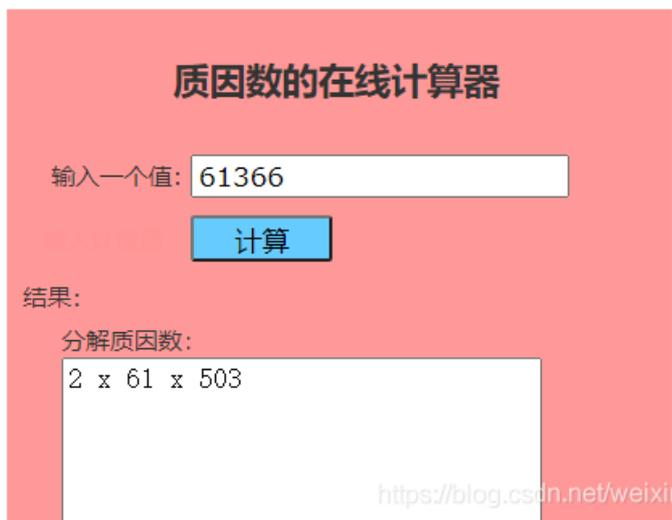 质因数的在线计算器
输入一个值: 61366
计算
结果:
分解质因数:
2 x 61 x 503
https://blog.csdn.net/weixi